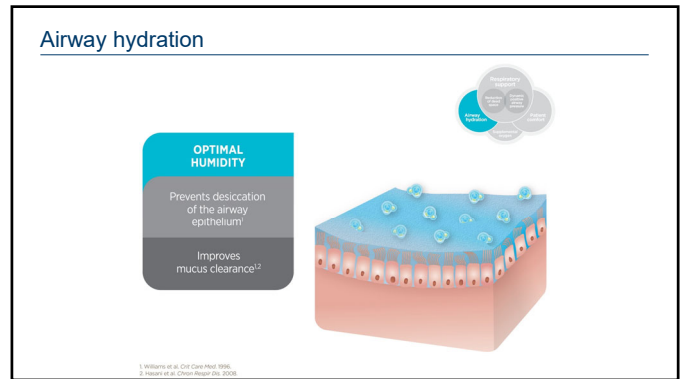 Airway hydration
Respiratory
support
Airway
hydration
Patient
comfort
OPTIMAL
HUMIDITY
Prevents desiccation
of the airway
epithelium¹
Improves
mucus clearance¹,²
1. Williams et al. Crit Care Med. 1996.
2. Hasani et al. Chron Respir Dis. 2008.